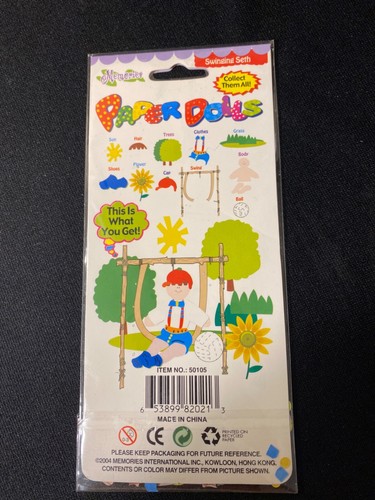 Swinging Seth
Memories
Collect
Them All!
PAPER DOLLS
Sun
Hair
Trees
Clothes
Grass
Shoes
Flower
Cap
Swing
Body
Ball
This Is
What
You Get!
ITEM NO.: 50105
6 53899 82021 3
MADE IN CHINA
CE
PRINTED ON
RECYCLED
PAPER
PLEASE KEEP PACKAGING FOR FUTURE REFERENCE.
©2004 MEMORIES INTERNATIONAL INC., KOWLOON, HONG KONG.
CONTENTS OR COLOR MAY DIFFER FROM PICTURE SHOWN.